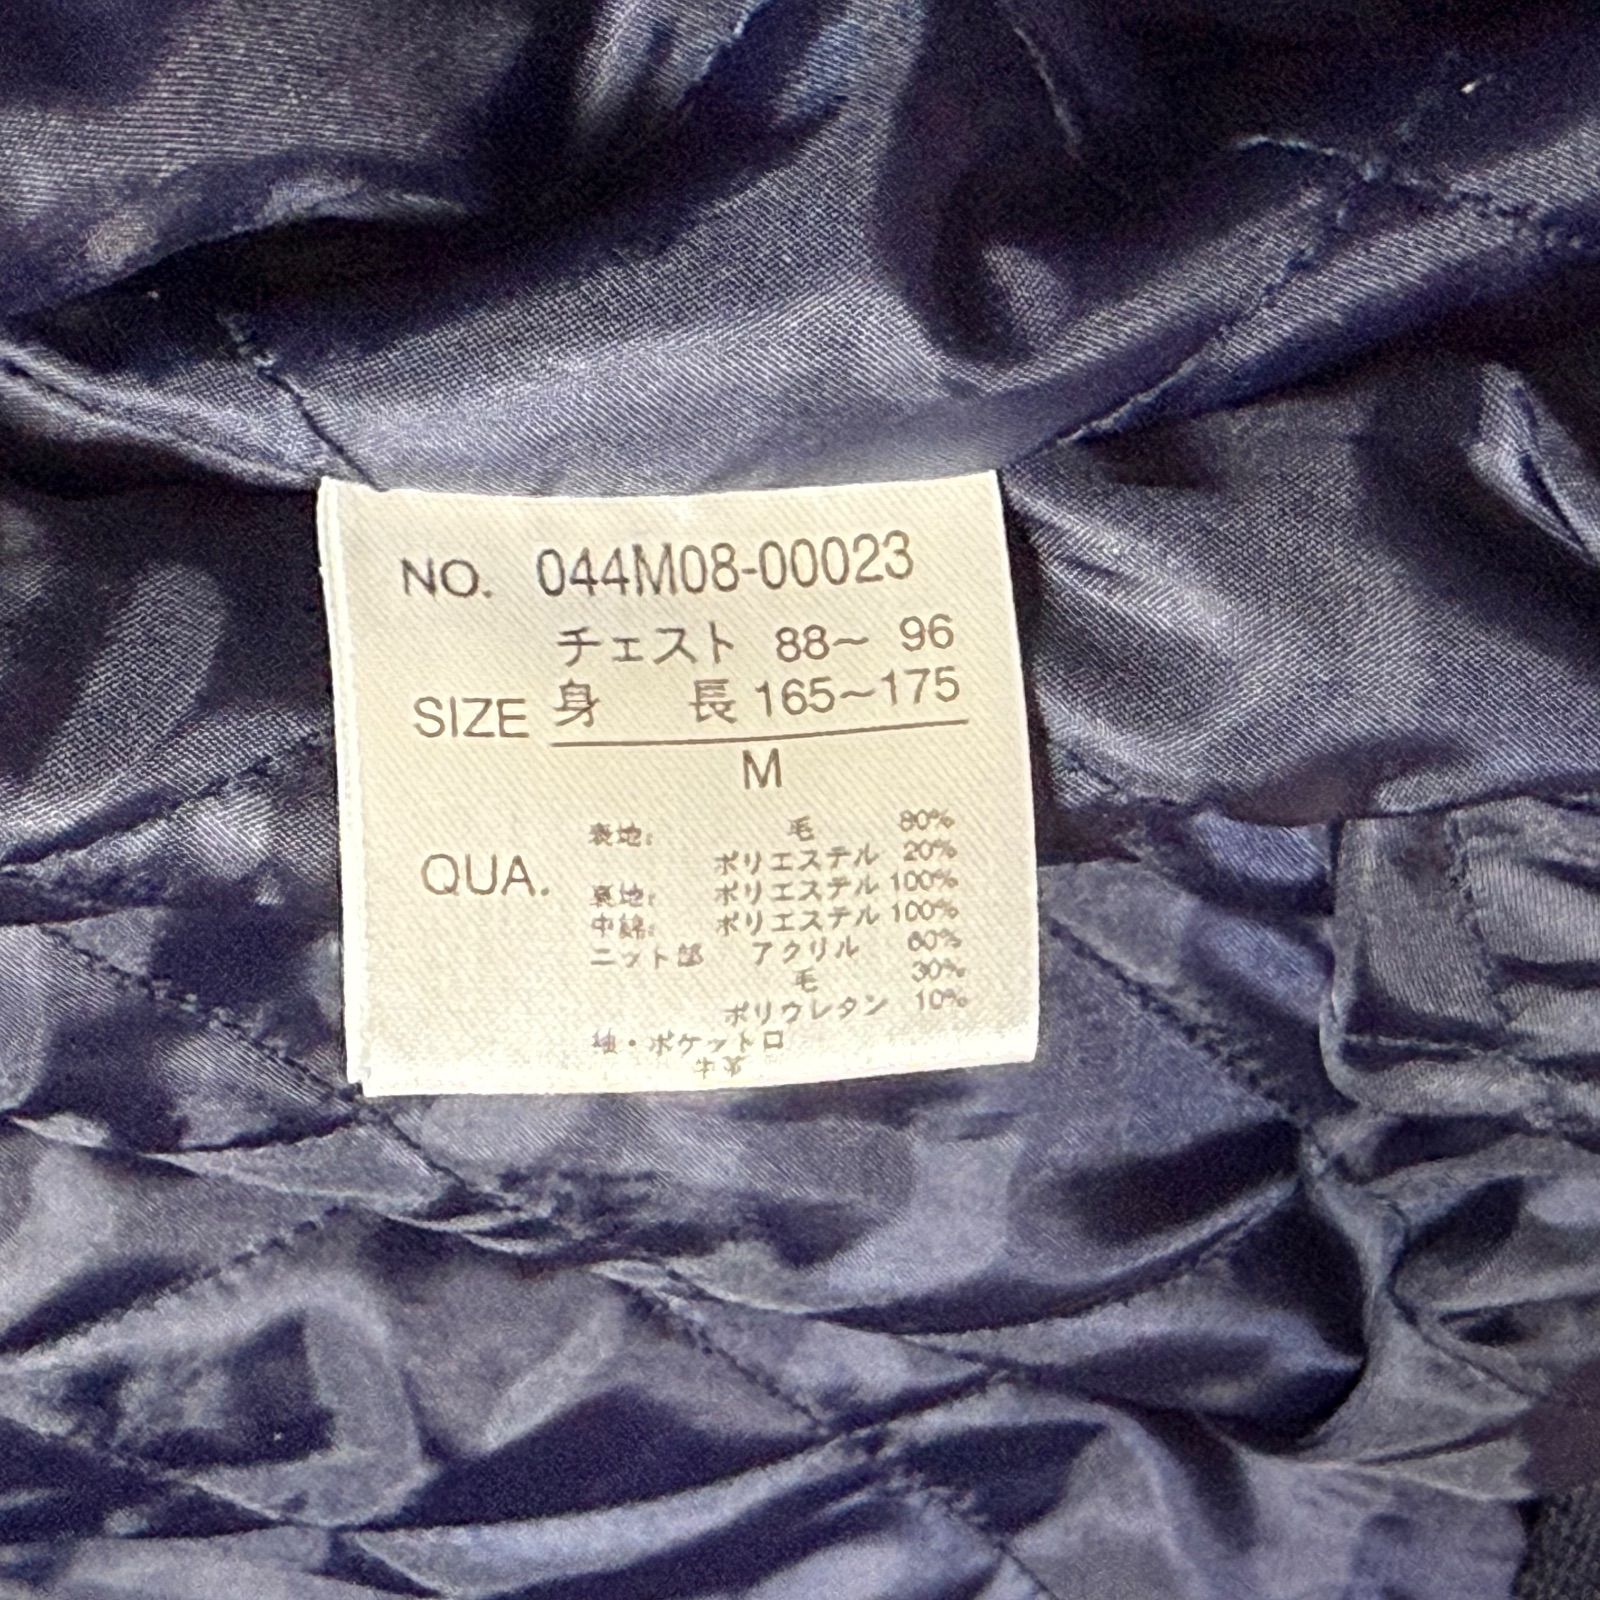 NO. 044M08-00023
チェスト 88～ 96
SIZE 身 長 165～175
M
QUA. 表地: 毛 80%
ポリエステル 20%
裏地: ポリエステル 100%
中綿: ポリエステル 100%
ニット部 アクリル 60%
毛 30%
ポリウレタン 10%
袖・ポケット口
牛革